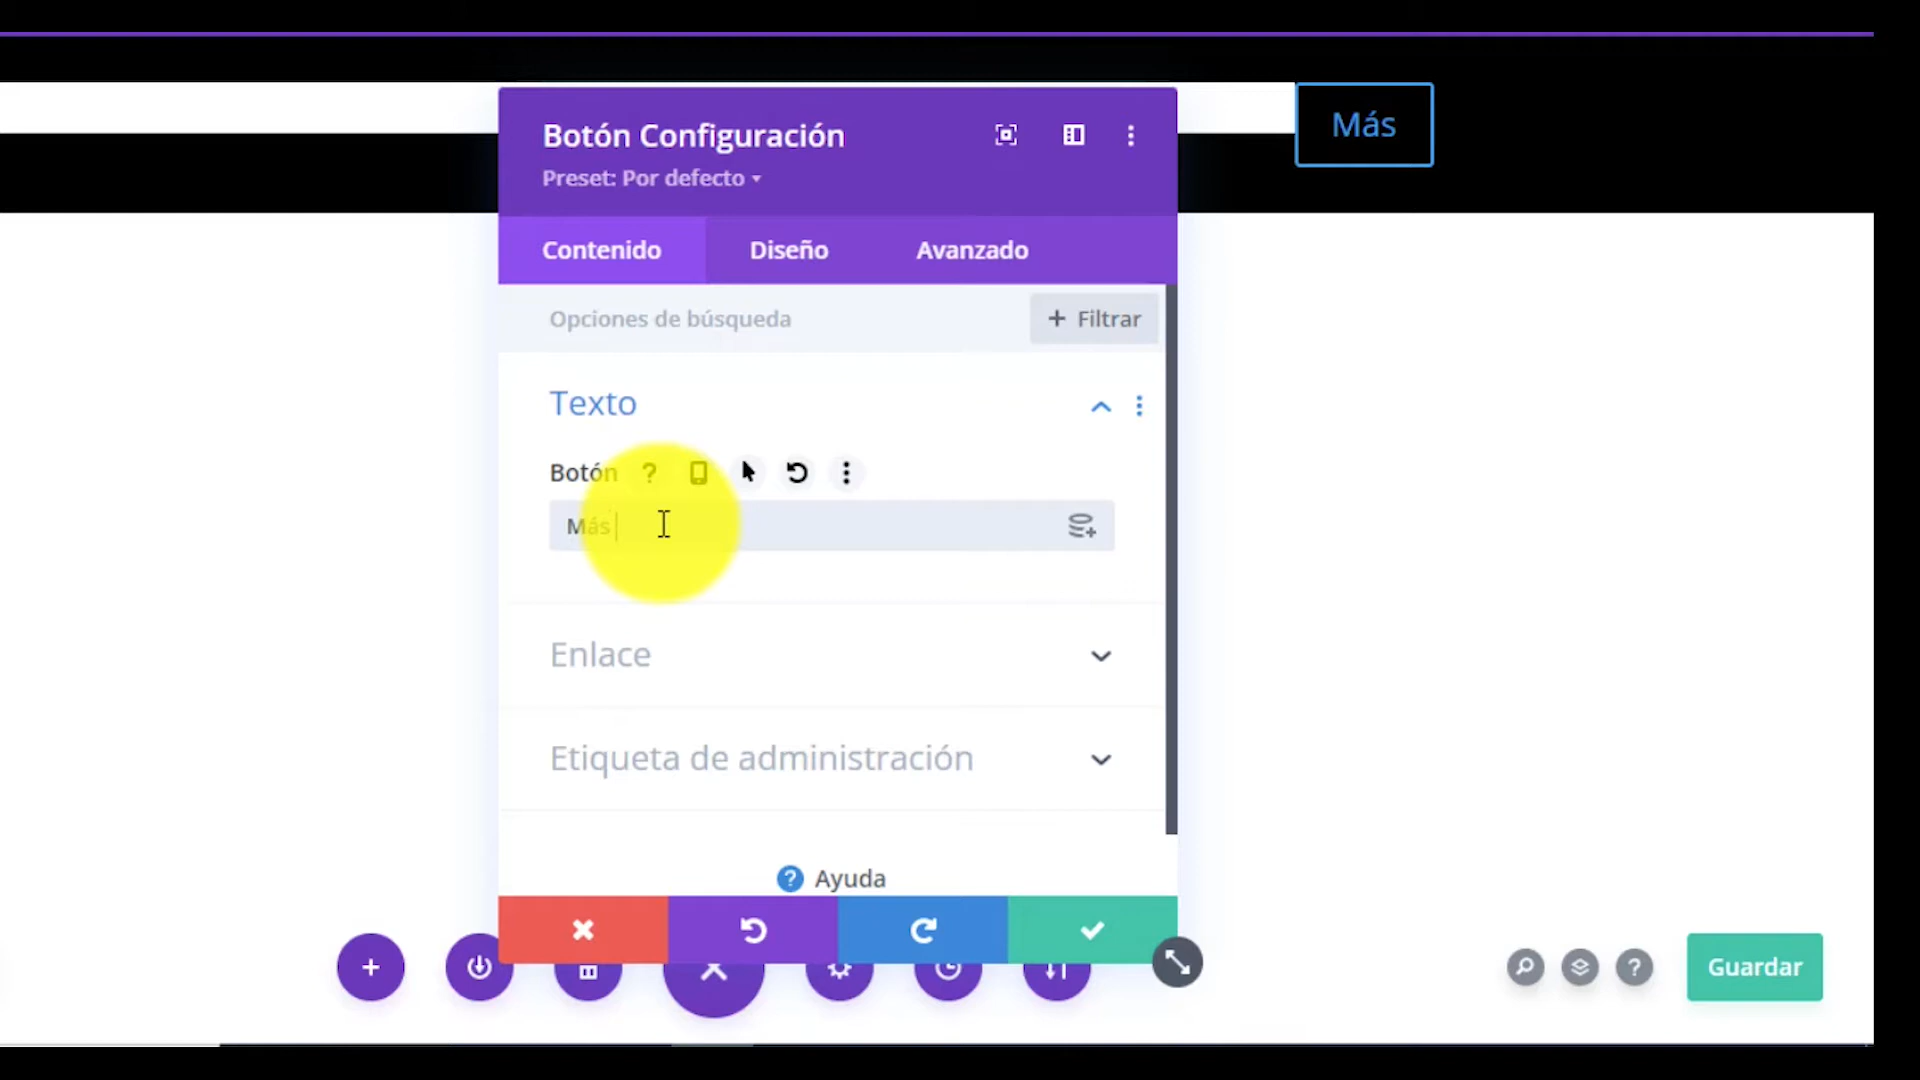 Más
Botón Configuración
Preset: Por defecto
Contenido
Diseño
Avanzado
Opciones de búsqueda
+ Filtrar
Texto
Botón
Más
Enlace
Etiqueta de administración
Ayuda
Guardar